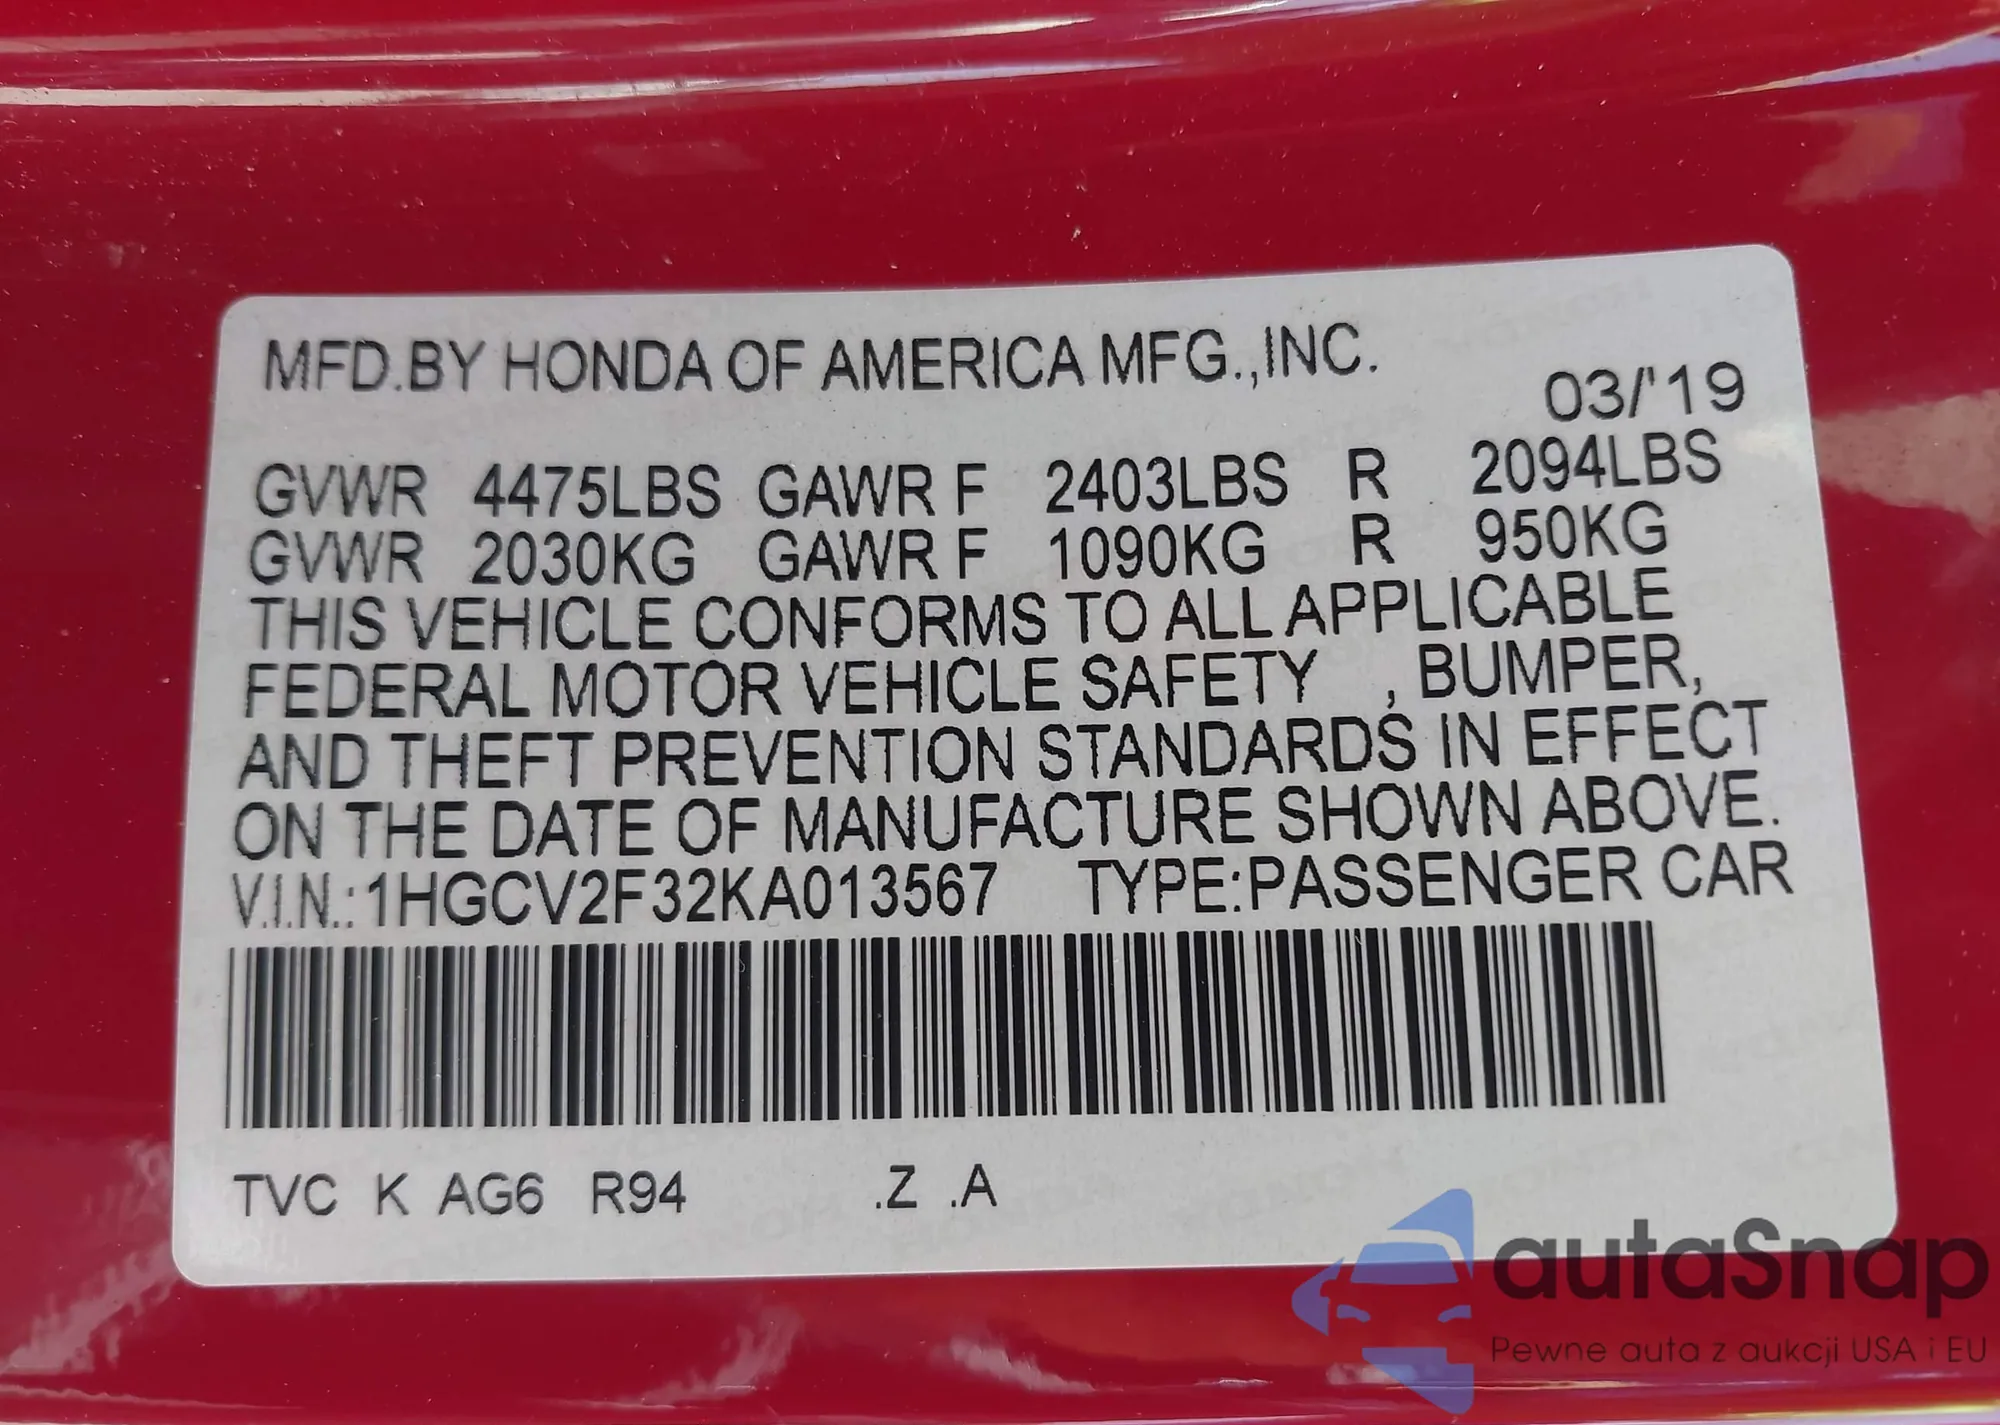 MFD.BY HONDA OF AMERICA MFG.,INC.
03/'19
GVWR 4475LBS GAWR F 2403LBS R 2094LBS
GVWR 2030KG GAWR F 1090KG R 950KG
THIS VEHICLE CONFORMS TO ALL APPLICABLE
FEDERAL MOTOR VEHICLE SAFETY , BUMPER,
AND THEFT PREVENTION STANDARDS IN EFFECT
ON THE DATE OF MANUFACTURE SHOWN ABOVE.
V.I.N.:1HGCV2F32KA013567 TYPE:PASSENGER CAR
TVC K AG6 R94 .Z .A
autaSnap
Pewne auta z aukcji USA i EU